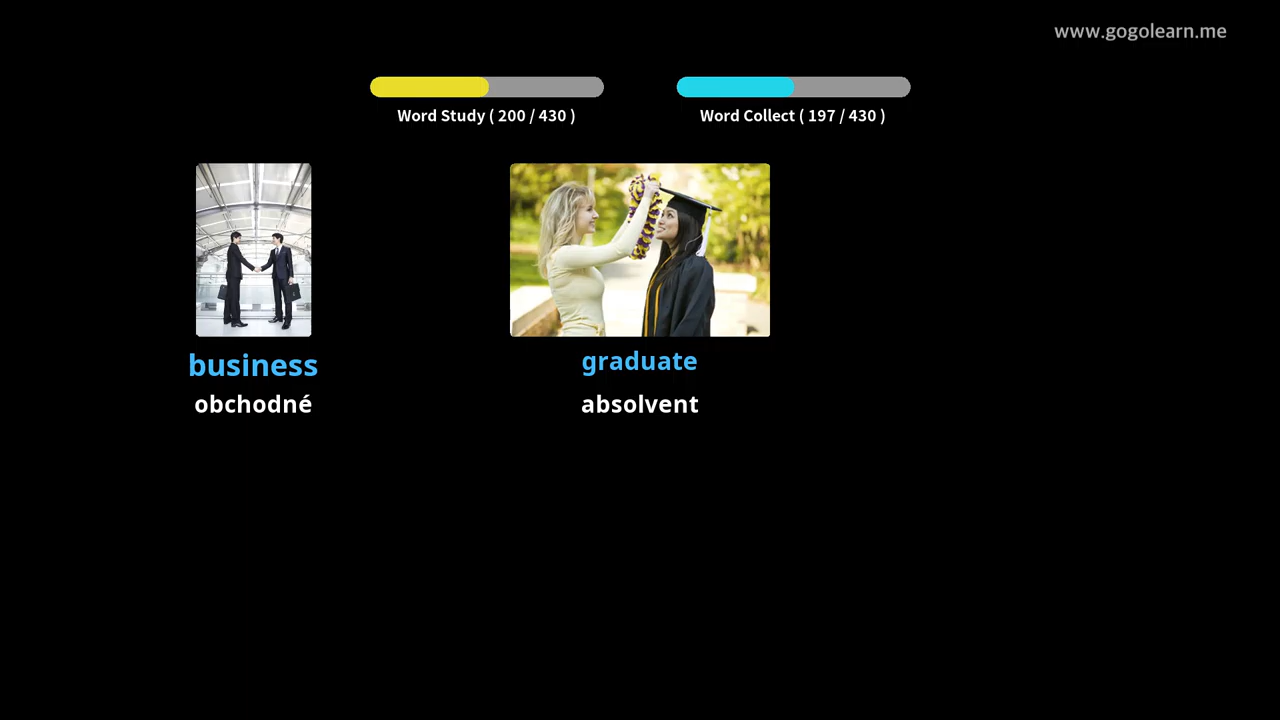 www.gogolearn.me
Word Study ( 200 / 430 )
Word Collect ( 197 / 430 )
business
obchodné
graduate
absolvent